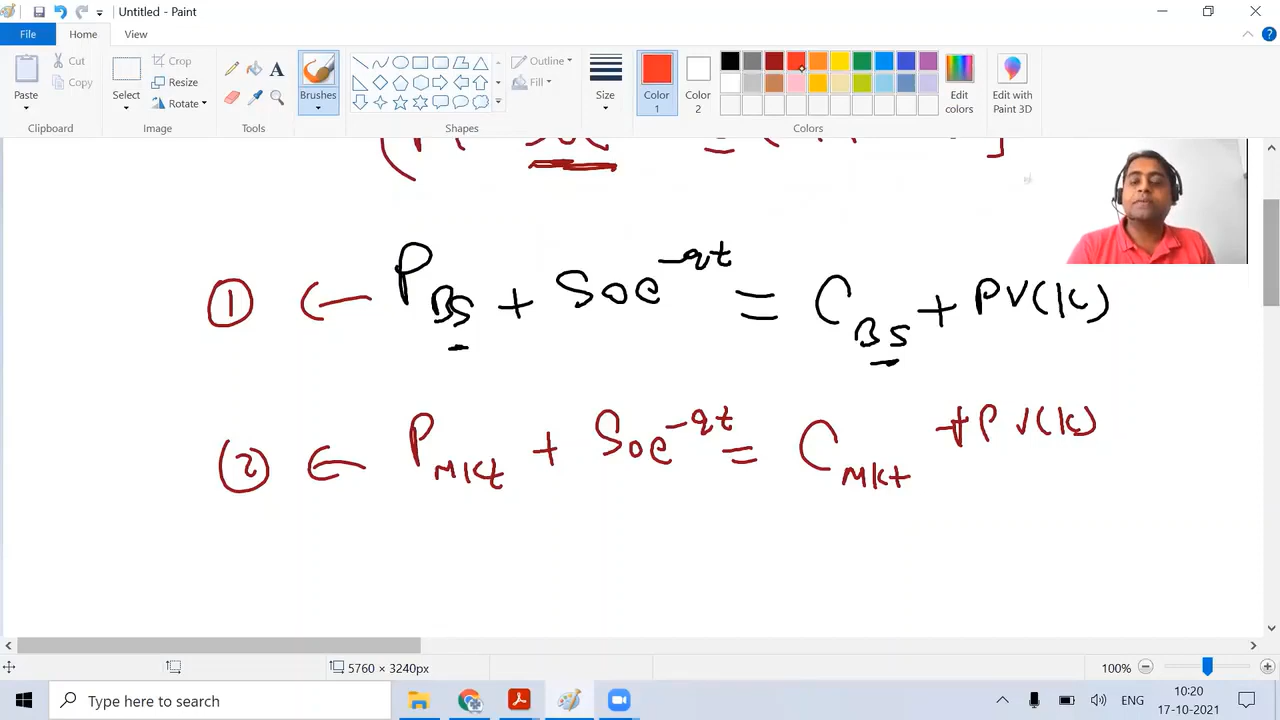 Untitled - Paint
File Home View
Paste Cut Copy
Clipboard
Select Crop Resize Rotate
Image
A
Tools
Brushes
Outline Fill
Shapes
Size
Color 1
Color 2
Edit colors
Edit with Paint 3D
Colors
① ← P_BS + S0e^-qt = C_BS + PV(K)
② ← P_MKt + S0e^-qt = C_MKt + PV(K)
5760 × 3240px
100%
Type here to search
ENG
10:20
17-10-2021